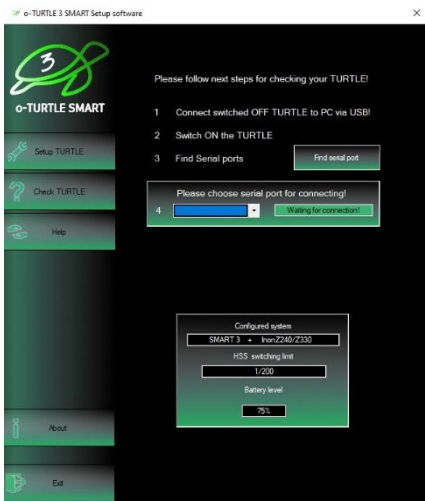 o-TURTLE 3 SMART Setup software
3
o-TURTLE SMART
Setup TURTLE
Check TURTLE
Help
About
Exit
Please follow next steps for checking your TURTLE!
1 Connect switched OFF TURTLE to PC via USB!
2 Switch ON the TURTLE
3 Find Serial ports
Find serial port
Please choose serial port for connecting!
4 Waiting for connection!
Configured system
SMART 3 + InonZ240/Z330
HSS switching limit
1/200
Battery level
75%